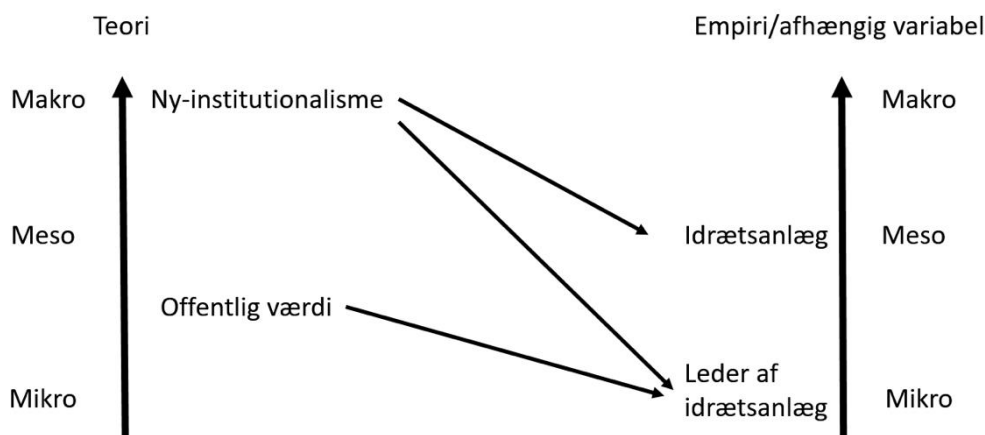 Teori
Empiri/afhængig variabel
Makro
Ny-institutionalisme
Makro
Meso
Idrætsanlæg
Meso
Offentlig værdi
Leder af
idrætsanlæg
Mikro
Mikro